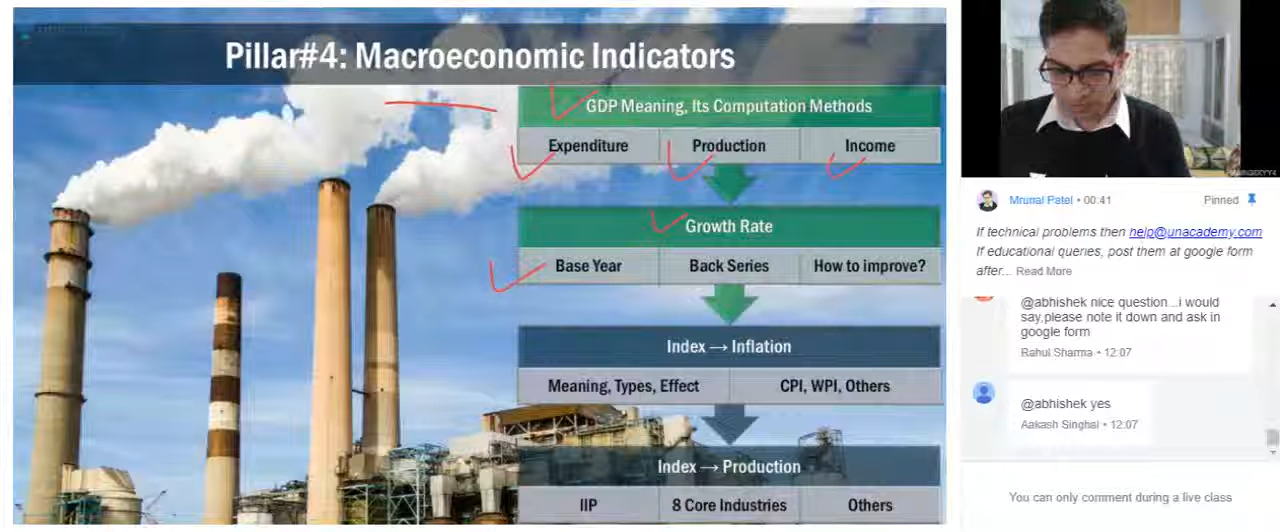 Pillar#4: Macroeconomic Indicators
GDP Meaning, Its Computation Methods
Expenditure
Production
Income
Growth Rate
Base Year
Back Series
How to improve?
Index → Inflation
Meaning, Types, Effect
CPI, WPI, Others
Index → Production
IIP
8 Core Industries
Others
Mrunal Patel • 00:41
Pinned
If technical problems then help@unacademy.com
If educational queries, post them at google form
after... Read More
@abhishek nice question...i would
say,please note it down and ask in
google form
Rahul Sharma • 12:07
@abhishek yes
Aakash Singhal • 12:07
You can only comment during a live class